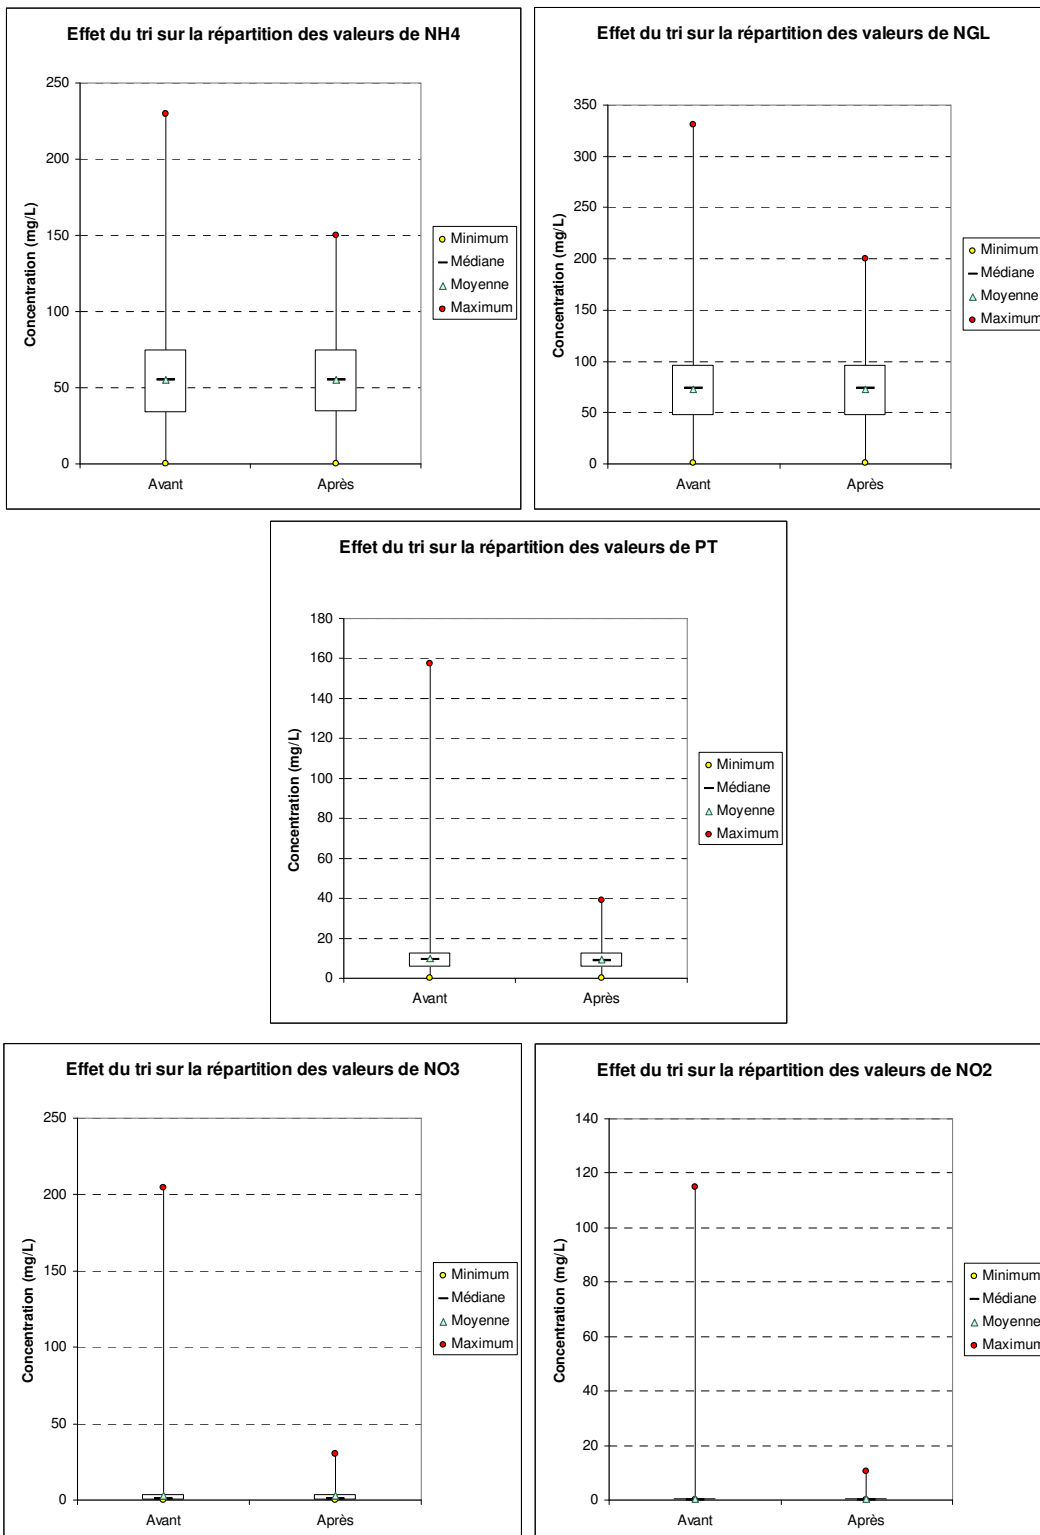 Effet du tri sur la répartition des valeurs de NH4
250
200
150
100
50
0
Concentration (mg/L)
Avant
Après
Minimum
Médiane
Moyenne
Maximum
Effet du tri sur la répartition des valeurs de NGL
350
300
250
200
150
100
50
0
Concentration (mg/L)
Avant
Après
Minimum
Médiane
Moyenne
Maximum
Effet du tri sur la répartition des valeurs de PT
180
160
140
120
100
80
60
40
20
0
Concentration (mg/L)
Avant
Après
Minimum
Médiane
Moyenne
Maximum
Effet du tri sur la répartition des valeurs de NO3
250
200
150
100
50
0
Concentration (mg/L)
Avant
Après
Minimum
Médiane
Moyenne
Maximum
Effet du tri sur la répartition des valeurs de NO2
140
120
100
80
60
40
20
0
Concentration (mg/L)
Avant
Après
Minimum
Médiane
Moyenne
Maximum